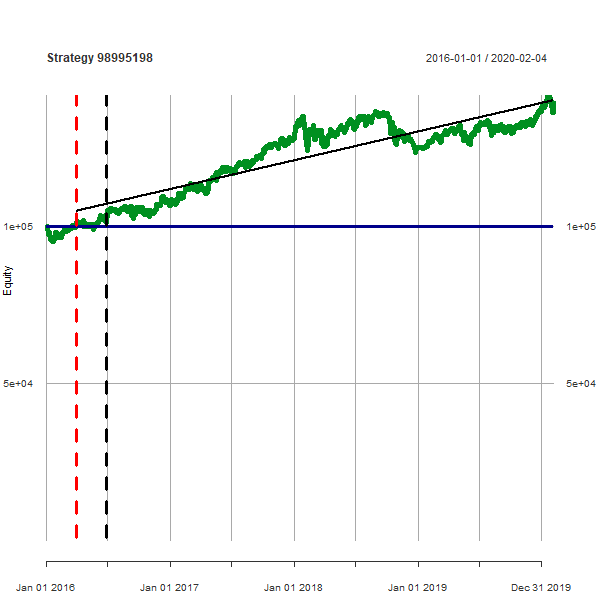 Strategy 98995198
2016-01-01 / 2020-02-04
1e+05
1e+05
Equity
5e+04
5e+04
Jan 01 2016
Jan 01 2017
Jan 01 2018
Jan 01 2019
Dec 31 2019